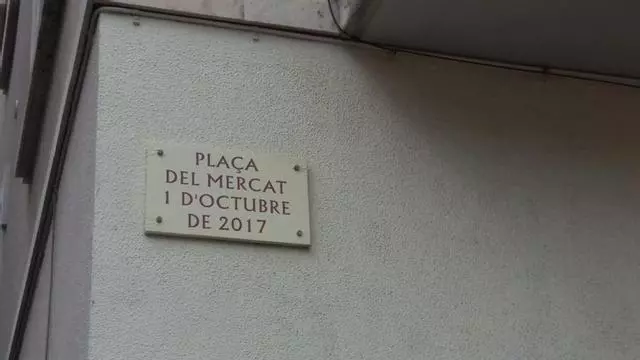 PLAÇA
DEL MERCAT
1 D'OCTUBRE
DE 2017